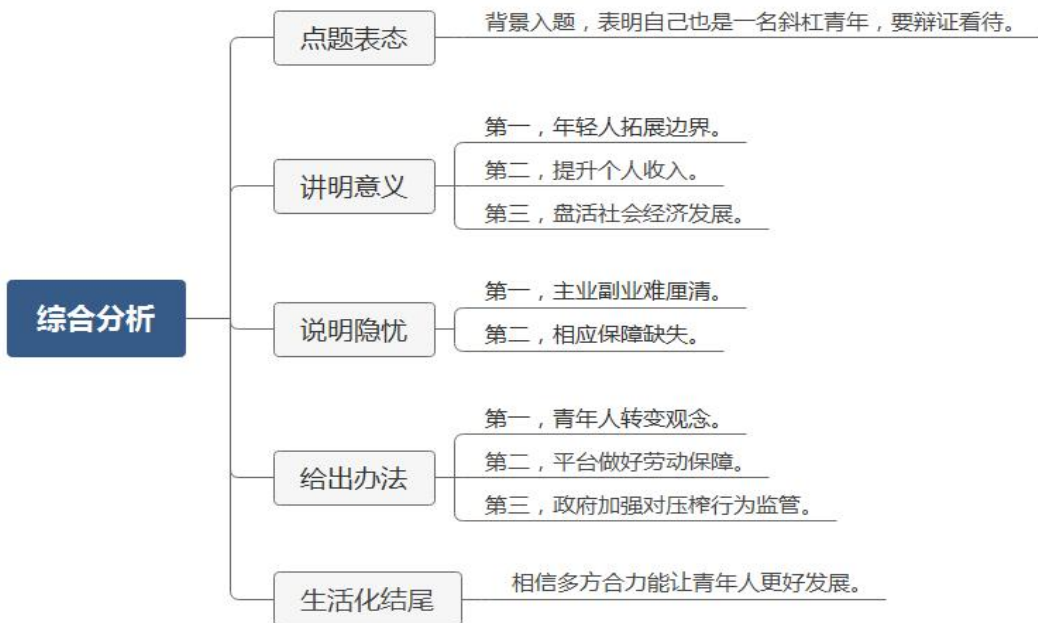 点题表态
背景入题，表明自己也是一名斜杠青年，要辩证看待。
讲明意义
第一，年轻人拓展边界。
第二，提升个人收入。
第三，盘活社会经济发展。
综合分析
说明隐忧
第一，主业副业难厘清。
第二，相应保障缺失。
给出办法
第一，青年人转变观念。
第二，平台做好劳动保障。
第三，政府加强对压榨行为监管。
生活化结尾
相信多方合力能让青年人更好发展。